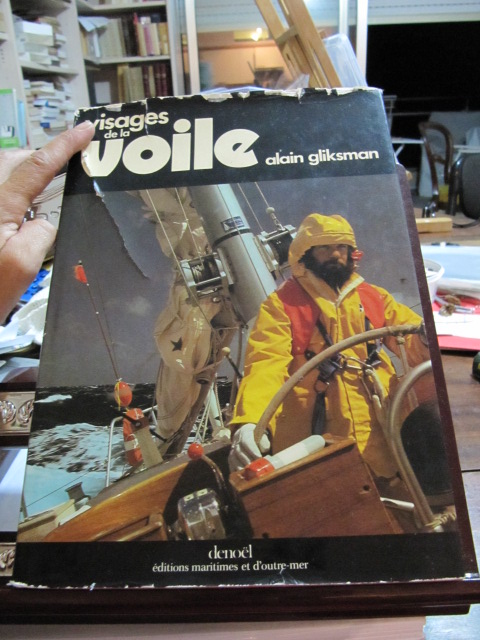 visages
de la
voile
alain gliksman
denoël
éditions maritimes et d'outre-mer